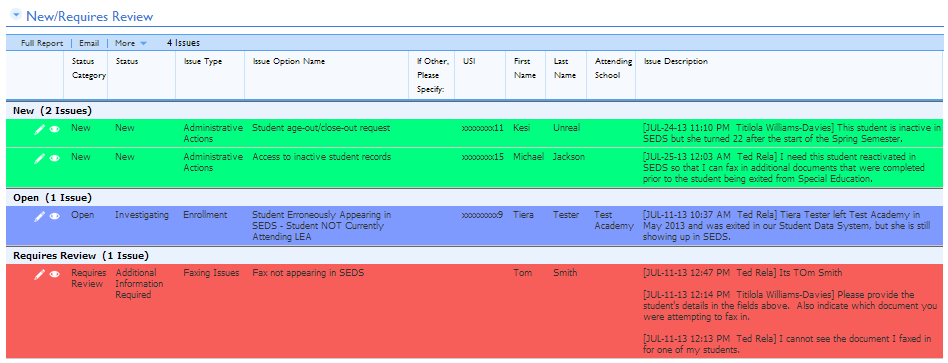 New/Requires Review
Full Report | Email | More 4 Issues
Status Category Status Issue Type Issue Option Name If Other, Please Specify: USI First Name Last Name Attending School Issue Description
New (2 Issues)
New New Administrative Actions Student age-out/close-out request xxxxxxxx11 Kesi Unreal [JUL-24-13 11:10 PM Titilola Williams-Davies] This student is inactive in
SEDS but she turned 22 after the start of the Spring Semester.
New New Administrative Actions Access to inactive student records xxxxxxxx15 Michael Jackson [JUL-25-13 12:03 AM Ted Rela] I need this student reactivated in
SEDS so that I can fax in additional documents that were completed
prior to the student being exited from Special Education.
Open (1 Issue)
Open Investigating Enrollment Student Erroneously Appearing in SEDS - Student NOT Currently Attending LEA xxxxxxxxx9 Tiera Tester Test Academy [JUL-11-13 10:37 AM Ted Rela] Tiera Tester left Test Academy in
May 2013 and was exited in our Student Data System, but she is still
showing up in SEDS.
Requires Review (1 Issue)
Requires Review Additional Information Required Faxing Issues Fax not appearing in SEDS Tom Smith [JUL-11-13 12:47 PM Ted Rela] Its TOm Smith
[JUL-11-13 12:14 PM Titilola Williams-Davies] Please provide the
student's details in the fields above. Also indicate which document you
were attempting to fax in.
[JUL-11-13 12:13 PM Ted Rela] I cannot see the document I faxed in
for one of my students.